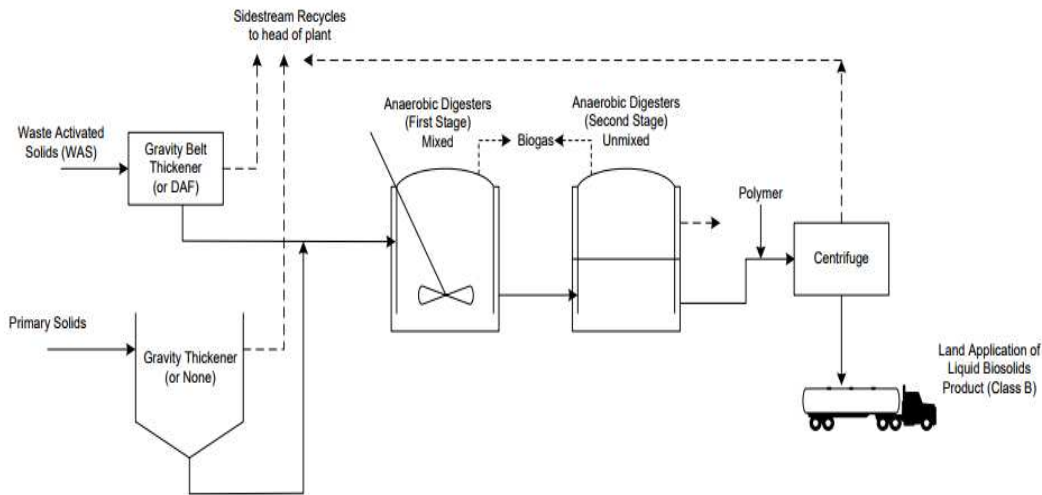 Sidestream Recycles
to head of plant
Waste Activated
Solids (WAS)
Gravity Belt
Thickener
(or DAF)
Anaerobic Digesters
(First Stage)
Mixed
Biogas
Anaerobic Digesters
(Second Stage)
Unmixed
Polymer
Centrifuge
Primary Solids
Gravity Thickener
(or None)
Land Application of
Liquid Biosolids
Product (Class B)